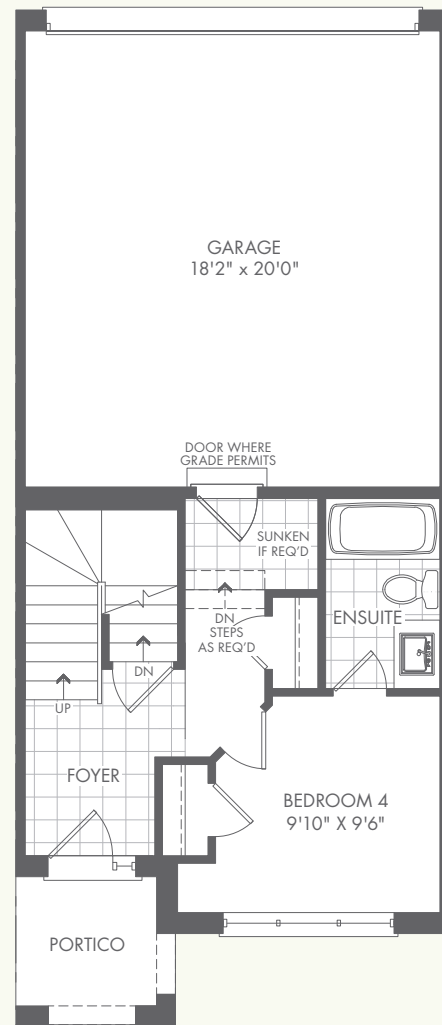 GARAGE
18'2" x 20'0"
DOOR WHERE
GRADE PERMITS
SUNKEN
IF REQ'D
DN
STEPS
AS REQ'D
ENSUITE
DN
UP
FOYER
BEDROOM 4
9'10" X 9'6"
PORTICO